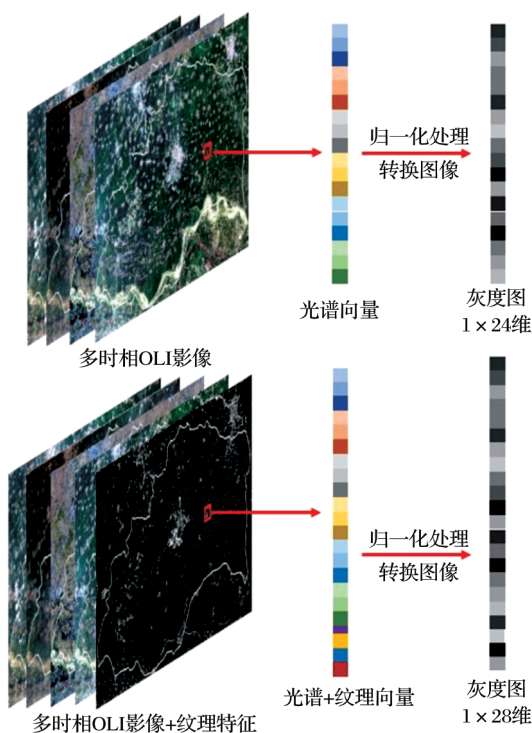 归一化处理
转换图像
光谱向量
灰度图
1×24维
多时相OLI影像
归一化处理
转换图像
光谱+纹理向量
灰度图
1×28维
多时相OLI影像+纹理特征